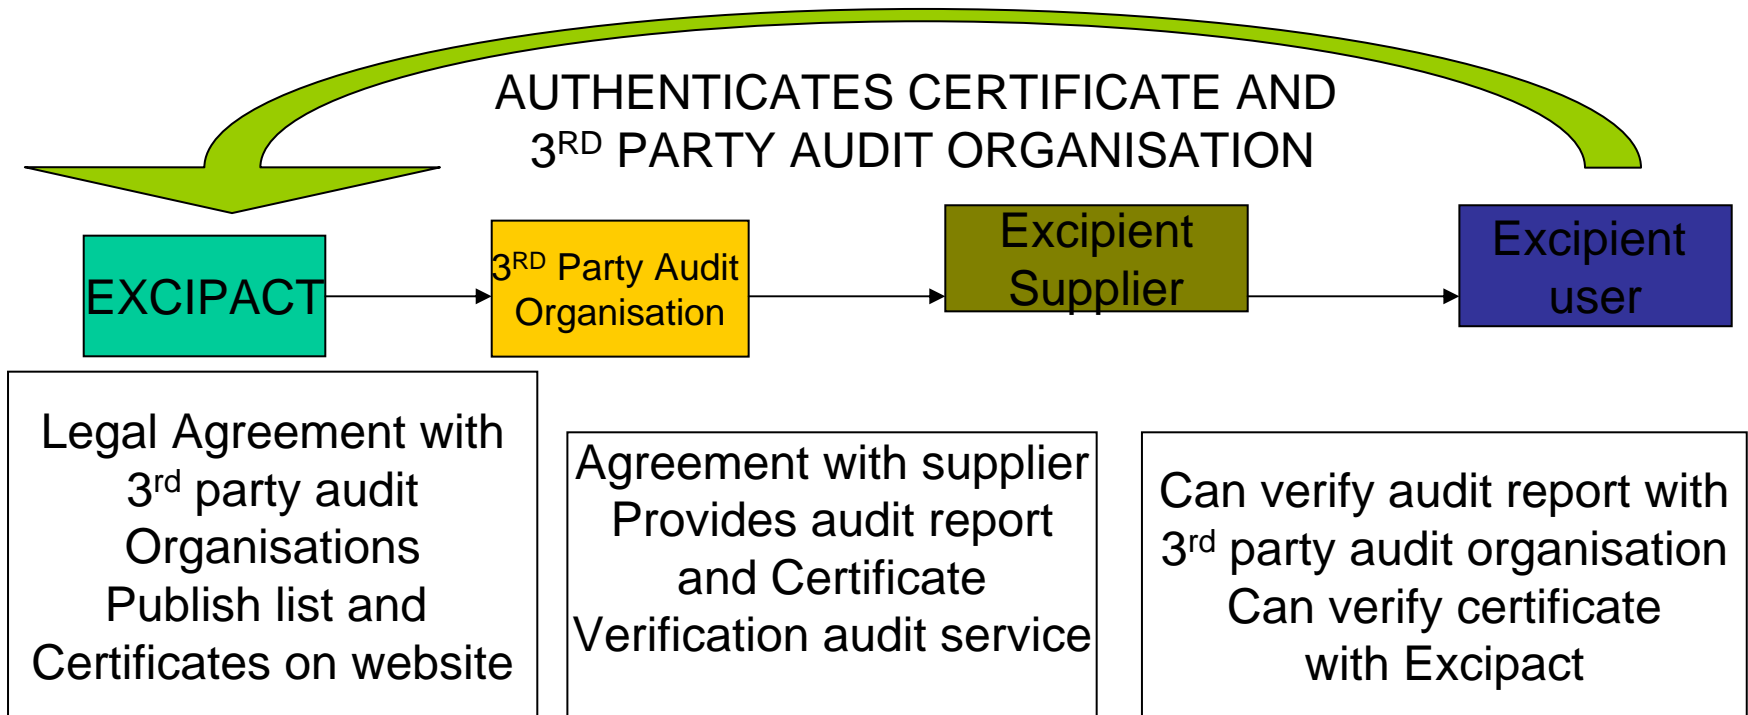 AUTHENTICATES CERTIFICATE AND
3RD PARTY AUDIT ORGANISATION
EXCIPACT
3RD Party Audit
Organisation
Excipient
Supplier
Excipient
user
Legal Agreement with
3rd party audit
Organisations
Publish list and
Certificates on website
Agreement with supplier
Provides audit report
and Certificate
Verification audit service
Can verify audit report with
3rd party audit organisation
Can verify certificate
with Excipact